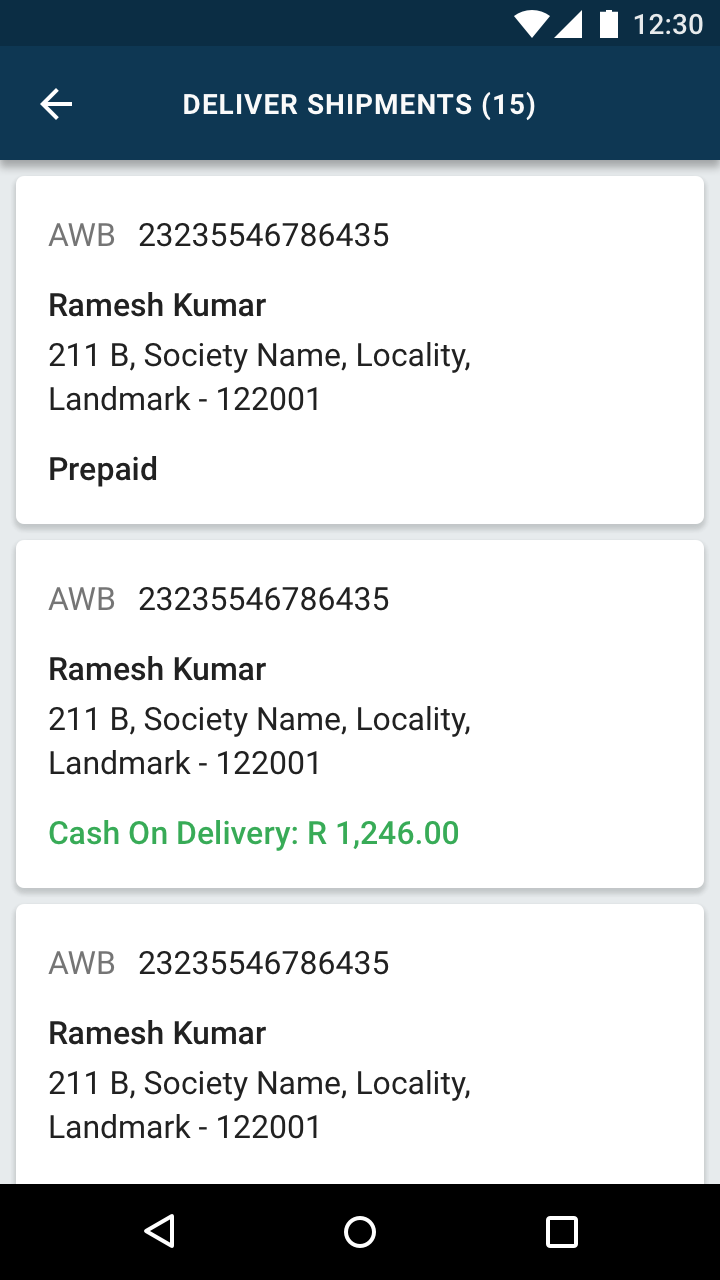 12:30
DELIVER SHIPMENTS (15)
AWB 23235546786435
Ramesh Kumar
211 B, Society Name, Locality,
Landmark - 122001
Prepaid
AWB 23235546786435
Ramesh Kumar
211 B, Society Name, Locality,
Landmark - 122001
Cash On Delivery: R 1,246.00
AWB 23235546786435
Ramesh Kumar
211 B, Society Name, Locality,
Landmark - 122001